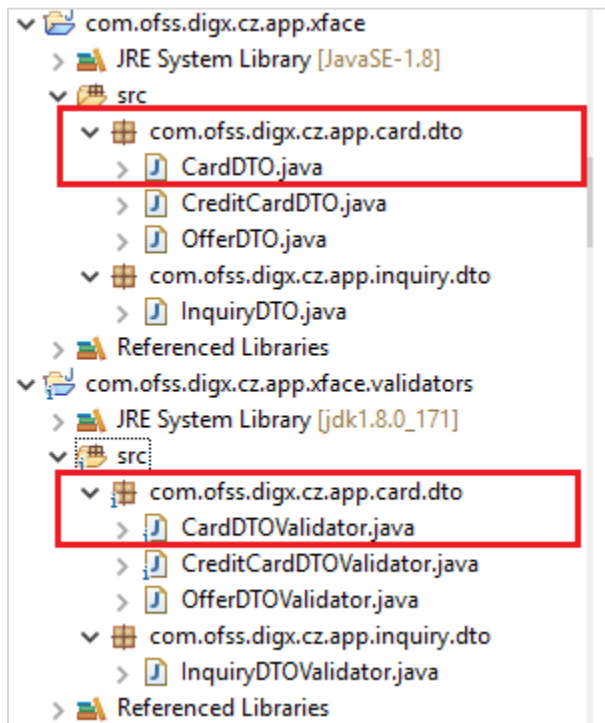 com.ofss.digx.cz.app.xface
JRE System Library [JavaSE-1.8]
src
com.ofss.digx.cz.app.card.dto
CardDTO.java
CreditCardDTO.java
OfferDTO.java
com.ofss.digx.cz.app.inquiry.dto
InquiryDTO.java
Referenced Libraries
com.ofss.digx.cz.app.xface.validators
JRE System Library [jdk1.8.0_171]
src
com.ofss.digx.cz.app.card.dto
CardDTOValidator.java
CreditCardDTOValidator.java
OfferDTOValidator.java
com.ofss.digx.cz.app.inquiry.dto
InquiryDTOValidator.java
Referenced Libraries